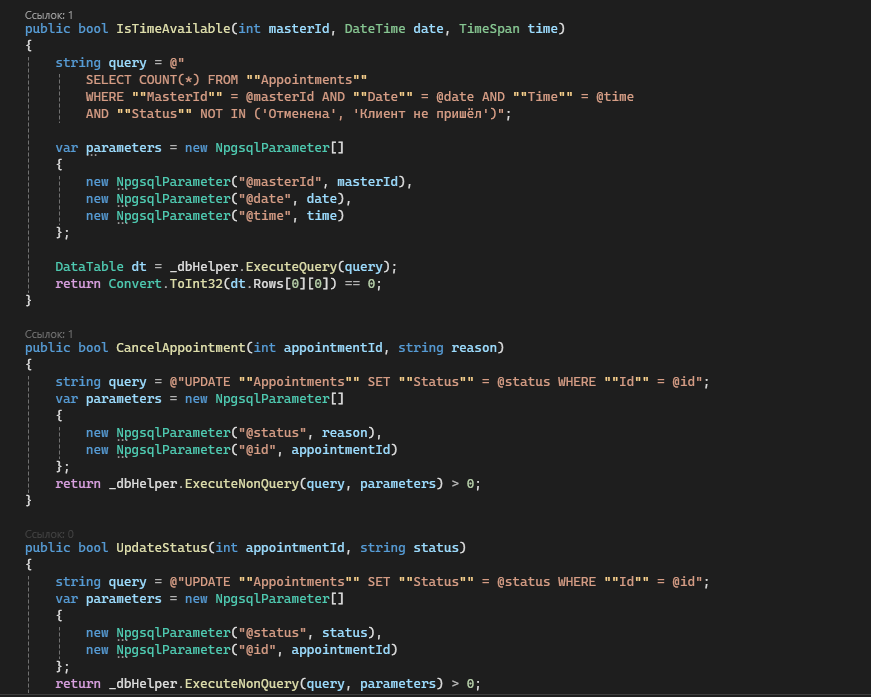 Ссылок: 1
public bool IsTimeAvailable(int masterId, DateTime date, TimeSpan time)
{
    string query = @"
        SELECT COUNT(*) FROM ""Appointments""
        WHERE ""MasterId"" = @masterId AND ""Date"" = @date AND ""Time"" = @time
        AND ""Status"" NOT IN ('Отменена', 'Клиент не пришёл')";

    var parameters = new NpgsqlParameter[]
    {
        new NpgsqlParameter("@masterId", masterId),
        new NpgsqlParameter("@date", date),
        new NpgsqlParameter("@time", time)
    };

    DataTable dt = _dbHelper.ExecuteQuery(query);
    return Convert.ToInt32(dt.Rows[0][0]) == 0;
}

Ссылок: 1
public bool CancelAppointment(int appointmentId, string reason)
{
    string query = @"UPDATE ""Appointments"" SET ""Status"" = @status WHERE ""Id"" = @id";
    var parameters = new NpgsqlParameter[]
    {
        new NpgsqlParameter("@status", reason),
        new NpgsqlParameter("@id", appointmentId)
    };
    return _dbHelper.ExecuteNonQuery(query, parameters) > 0;
}

Ссылок: 0
public bool UpdateStatus(int appointmentId, string status)
{
    string query = @"UPDATE ""Appointments"" SET ""Status"" = @status WHERE ""Id"" = @id";
    var parameters = new NpgsqlParameter[]
    {
        new NpgsqlParameter("@status", status),
        new NpgsqlParameter("@id", appointmentId)
    };
    return _dbHelper.ExecuteNonQuery(query, parameters) > 0;